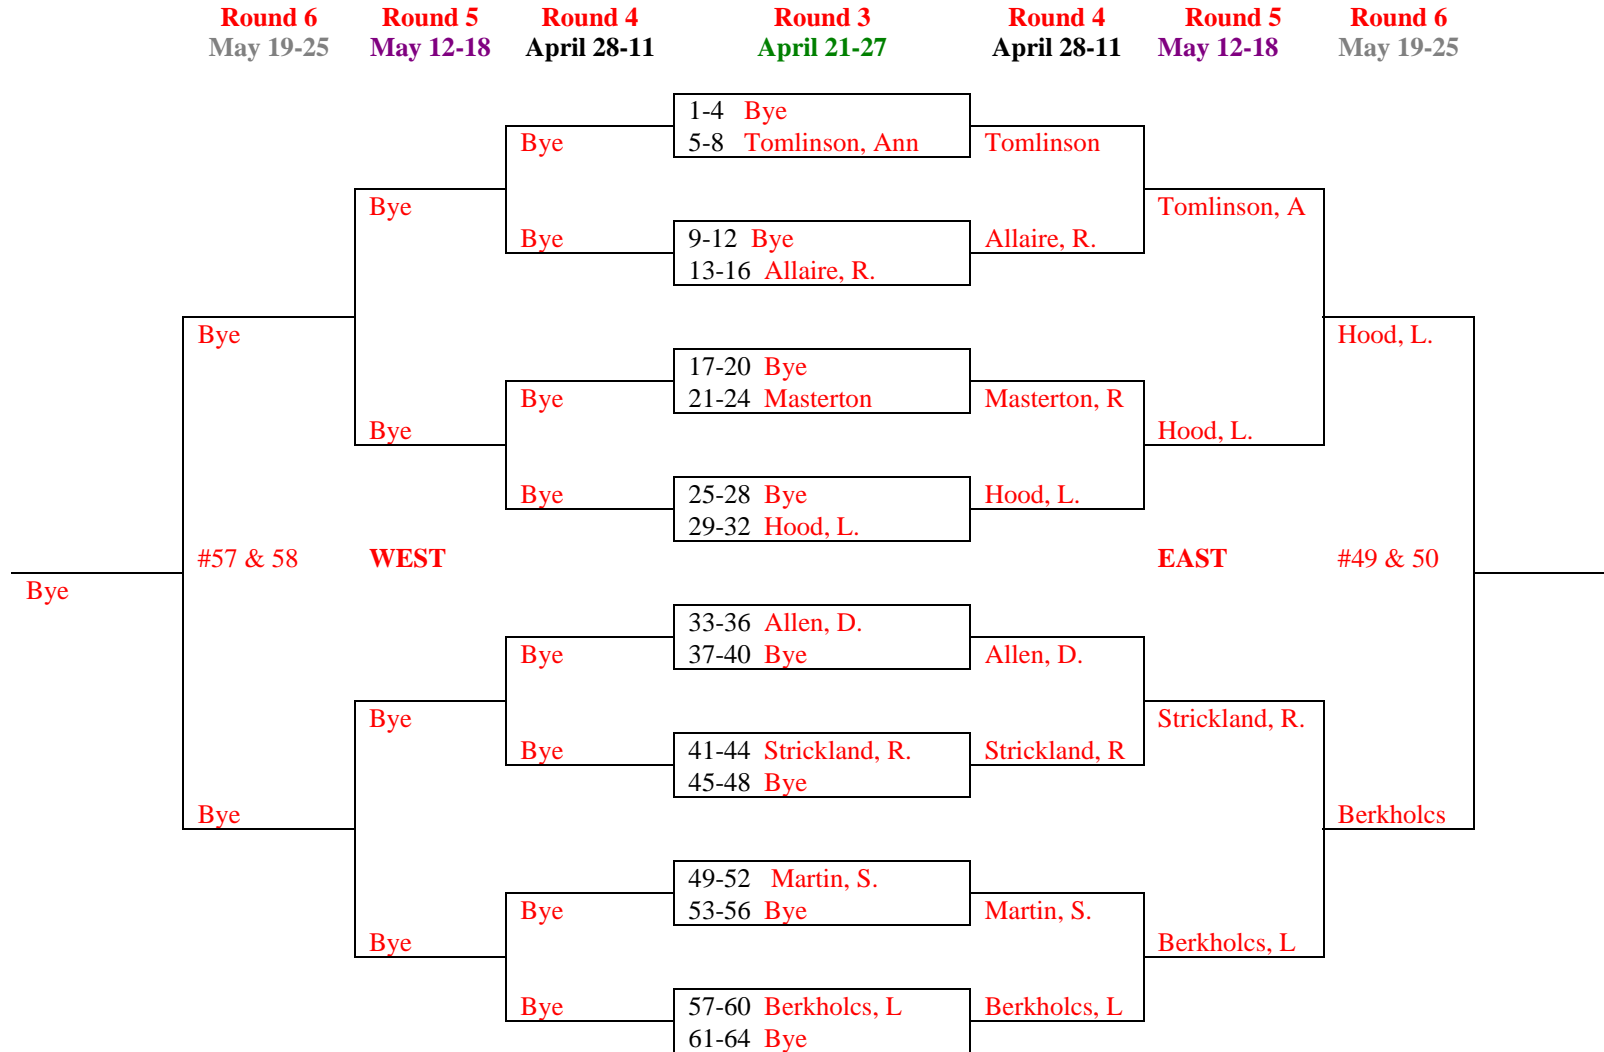 Round 6 Round 5 Round 4 Round 3 Round 4 Round 5 Round 6
May 19-25 May 12-18 April 28-11 April 21-27 April 28-11 May 12-18 May 19-25
1-4 Bye
Bye 5-8 Tomlinson, Ann Tomlinson
Bye Tomlinson, A
Bye 9-12 Bye Allaire, R.
13-16 Allaire, R.
Bye Hood, L.
17-20 Bye
Bye 21-24 Masterton Masterton, R
Bye Hood, L.
Bye 25-28 Bye Hood, L.
29-32 Hood, L.
#57 & 58 WEST EAST #49 & 50
Bye
33-36 Allen, D.
Bye 37-40 Bye Allen, D.
Bye Strickland, R.
Bye 41-44 Strickland, R. Strickland, R
45-48 Bye
Bye Berkholcs
49-52 Martin, S.
Bye 53-56 Bye Martin, S.
Bye Berkholcs, L
Bye 57-60 Berkholcs, L Berkholcs, L
61-64 Bye